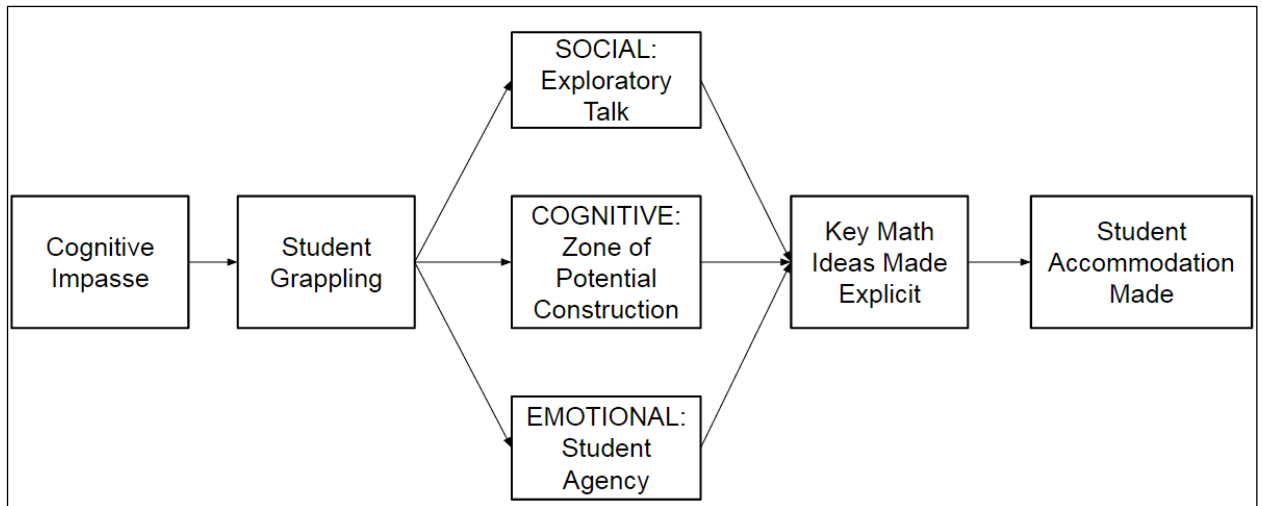 Cognitive
Impasse
Student
Grappling
SOCIAL:
Exploratory
Talk
COGNITIVE:
Zone of
Potential
Construction
EMOTIONAL:
Student
Agency
Key Math
Ideas Made
Explicit
Student
Accommodation
Made